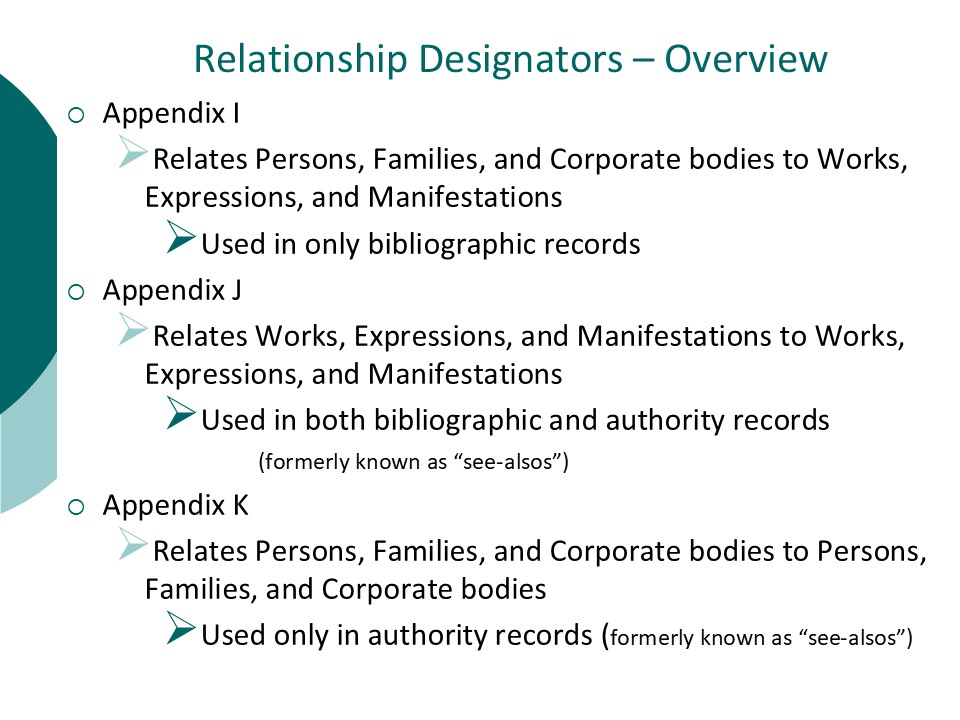 Relationship Designators – Overview
Appendix I
Relates Persons, Families, and Corporate bodies to Works,
Expressions, and Manifestations
Used in only bibliographic records
Appendix J
Relates Works, Expressions, and Manifestations to Works,
Expressions, and Manifestations
Used in both bibliographic and authority records
(formerly known as “see-alsos”)
Appendix K
Relates Persons, Families, and Corporate bodies to Persons,
Families, and Corporate bodies
Used only in authority records (formerly known as “see-alsos”)